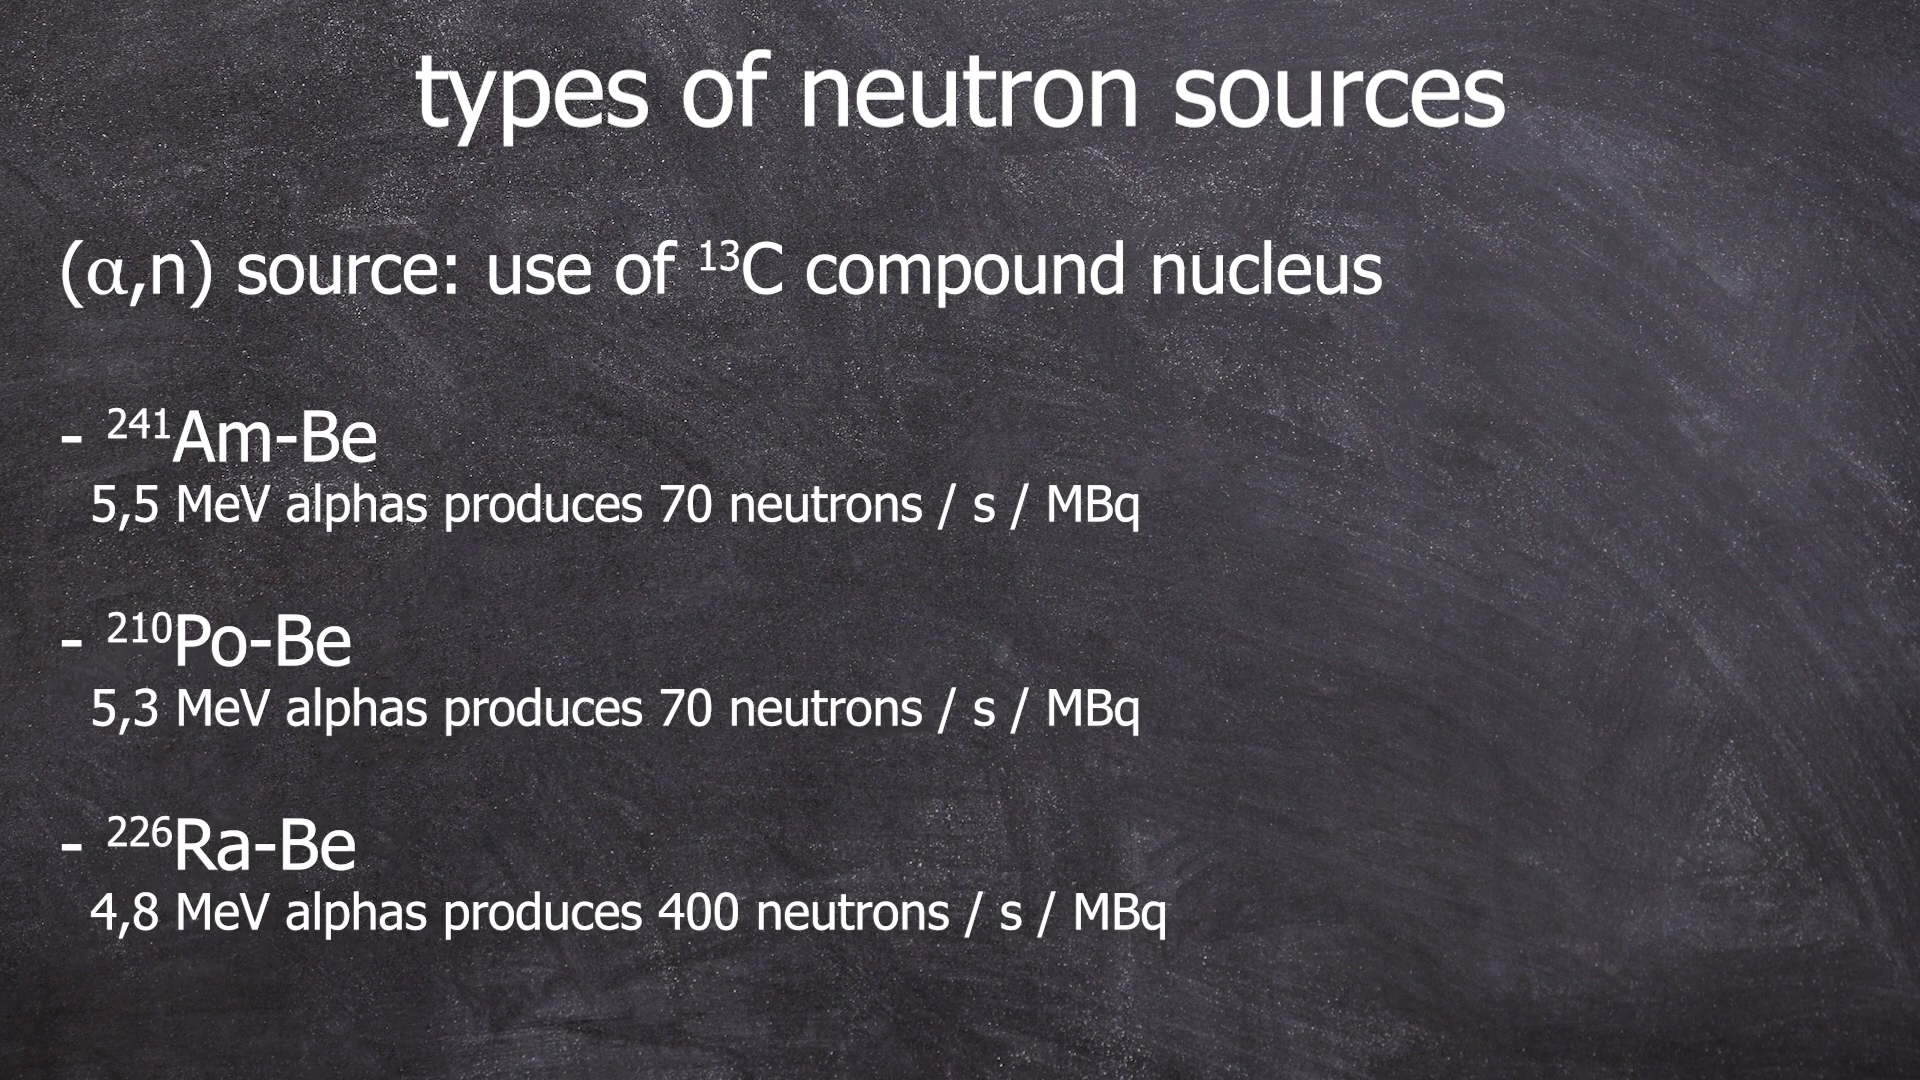 types of neutron sources
(α,n) source: use of ¹³C compound nucleus
- ²⁴¹Am-Be
5,5 MeV alphas produces 70 neutrons / s / MBq
- ²¹⁰Po-Be
5,3 MeV alphas produces 70 neutrons / s / MBq
- ²²⁶Ra-Be
4,8 MeV alphas produces 400 neutrons / s / MBq